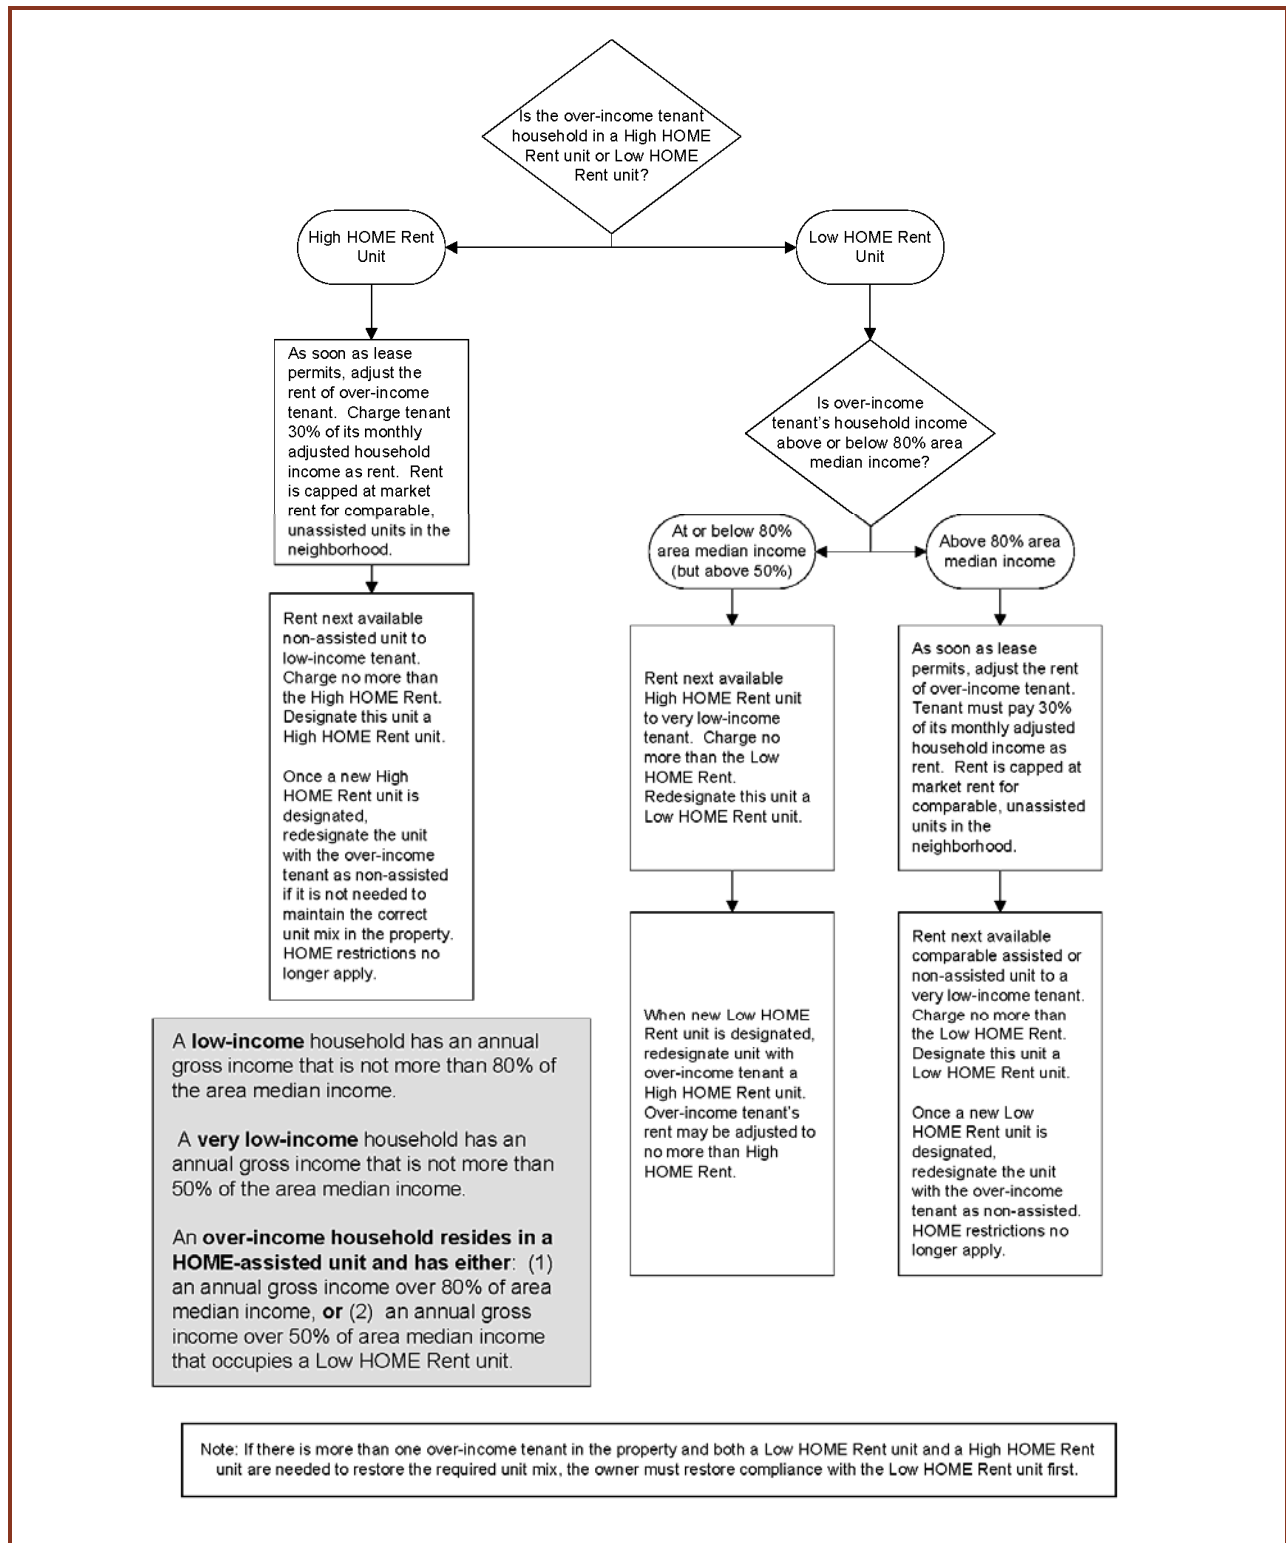 Is the over-income tenant
household in a High HOME
Rent unit or Low HOME
Rent unit?
High HOME Rent
Unit
Low HOME Rent
Unit
As soon as lease
permits, adjust the
rent of over-income
tenant. Charge tenant
30% of its monthly
adjusted household
income as rent. Rent
is capped at market
rent for comparable,
unassisted units in the
neighborhood.
Is over-income
tenant's household income
above or below 80% area
median income?
At or below 80%
area median income
(but above 50%)
Above 80% area
median income
Rent next available
non-assisted unit to
low-income tenant.
Charge no more than
the High HOME Rent.
Designate this unit a
High HOME Rent unit.
Once a new High
HOME Rent unit is
designated,
redesignate the unit
with the over-income
tenant as non-assisted
if it is not needed to
maintain the correct
unit mix in the property.
HOME restrictions no
longer apply.
Rent next available
High HOME Rent unit
to very low-income
tenant. Charge no
more than the Low
HOME Rent.
Redesignate this unit a
Low HOME Rent unit.
As soon as lease
permits, adjust the rent
of over-income tenant.
Tenant must pay 30%
of its monthly adjusted
household income as
rent. Rent is capped at
market rent for
comparable, unassisted
units in the
neighborhood.
When new Low HOME
Rent unit is designated,
redesignate unit with
over-income tenant a
High HOME Rent unit.
Over-income tenant's
rent may be adjusted to
no more than High
HOME Rent.
Rent next available
comparable assisted or
non-assisted unit to a
very low-income tenant.
Charge no more than
the Low HOME Rent.
Designate this unit a
Low HOME Rent unit.
Once a new Low
HOME Rent unit is
designated,
redesignate the unit
with the over-income
tenant as non-assisted.
HOME restrictions no
longer apply.
A low-income household has an annual
gross income that is not more than 80% of
the area median income.
A very low-income household has an
annual gross income that is not more than
50% of the area median income.
An over-income household resides in a
HOME-assisted unit and has either: (1)
an annual gross income over 80% of area
median income, or (2) an annual gross
income over 50% of area median income
that occupies a Low HOME Rent unit.
Note: If there is more than one over-income tenant in the property and both a Low HOME Rent unit and a High HOME Rent
unit are needed to restore the required unit mix, the owner must restore compliance with the Low HOME Rent unit first.